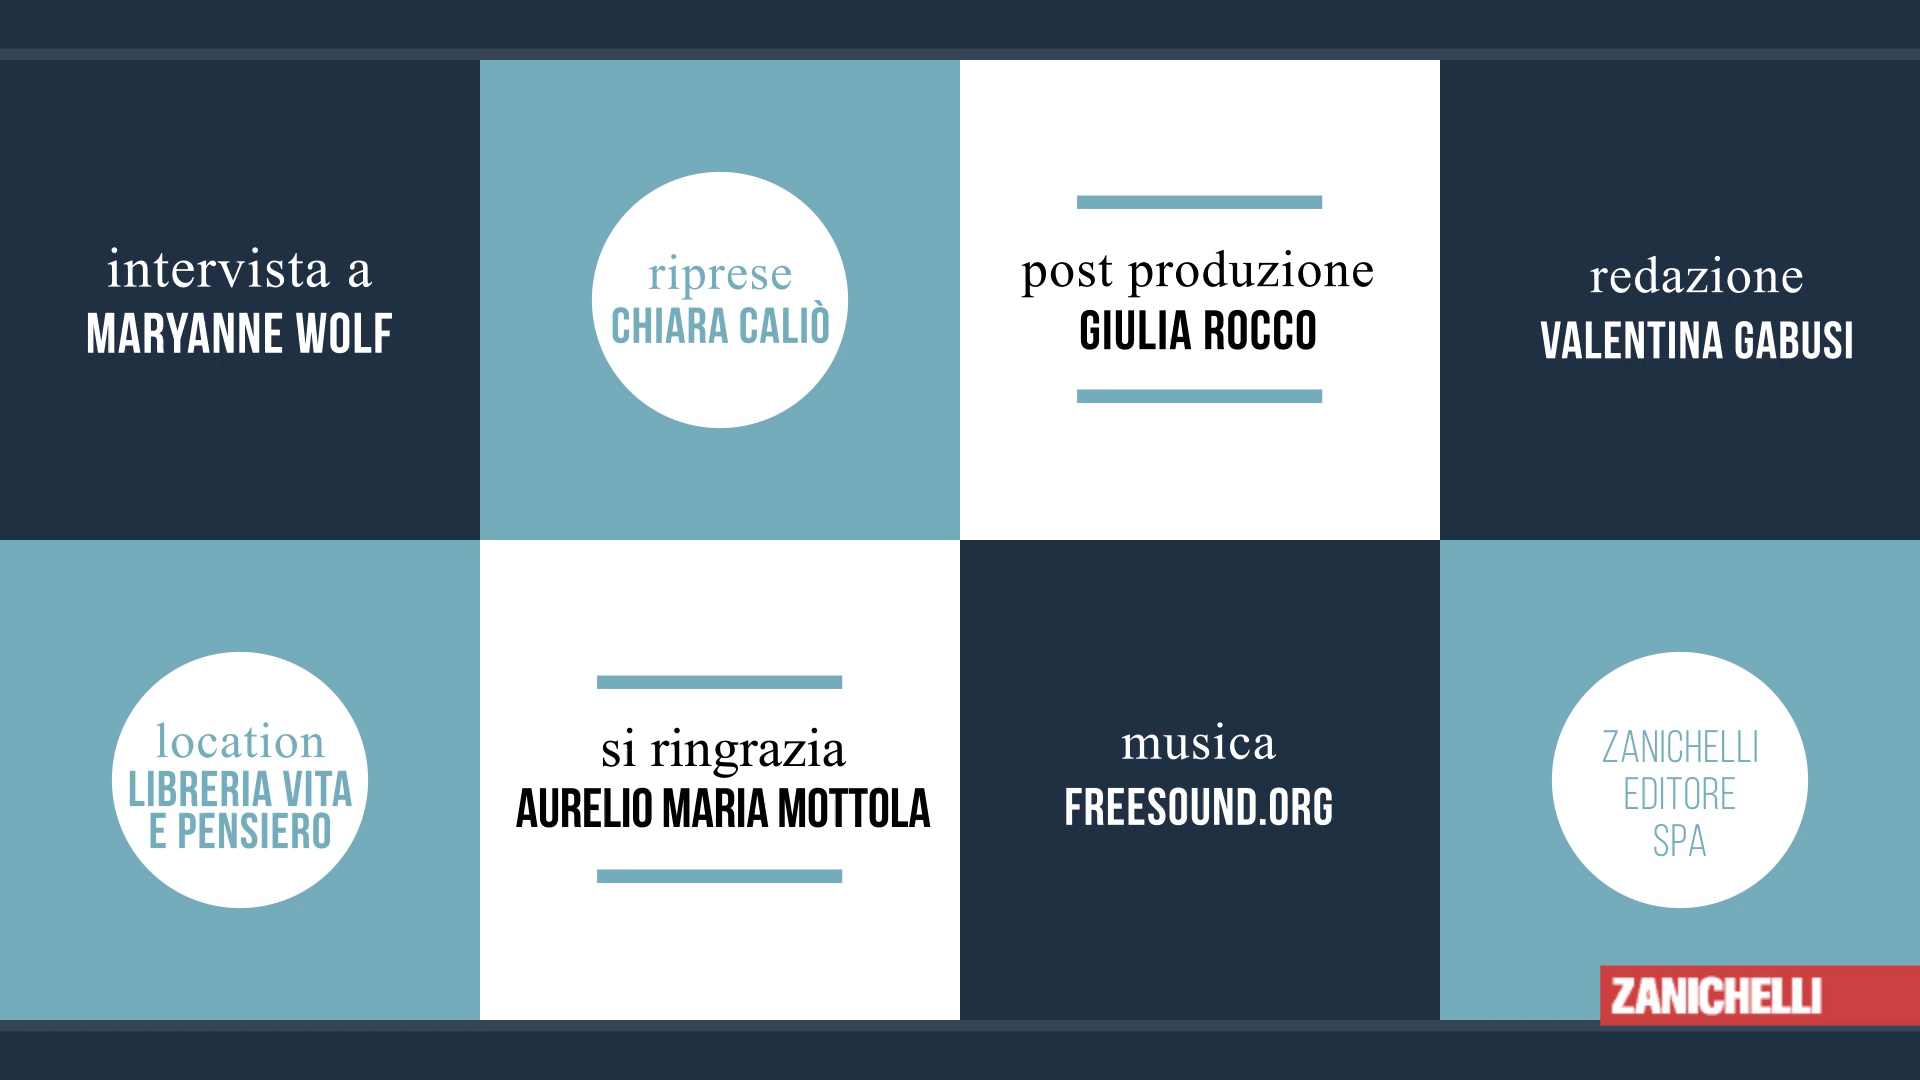 intervista a
MARYANNE WOLF
riprese
CHIARA CALIÒ
post produzione
GIULIA ROCCO
redazione
VALENTINA GABUSI
location
LIBRERIA VITA
E PENSIERO
si ringrazia
AURELIO MARIA MOTTOLA
musica
FREESOUND.ORG
ZANICHELLI
EDITORE
SPA
ZANICHELLI